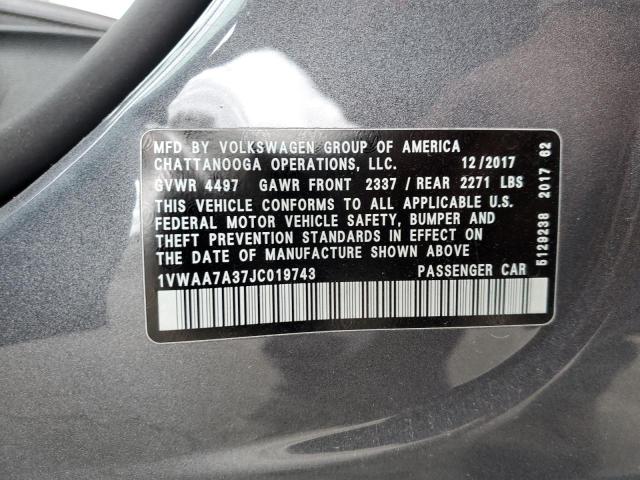 MFD BY VOLKSWAGEN GROUP OF AMERICA
CHATTANOOGA OPERATIONS, LLC. 12/2017
GVWR 4497 GAWR FRONT 2337 / REAR 2271 LBS
THIS VEHICLE CONFORMS TO ALL APPLICABLE U.S.
FEDERAL MOTOR VEHICLE SAFETY, BUMPER AND
THEFT PREVENTION STANDARDS IN EFFECT ON
THE DATE OF MANUFACTURE SHOWN ABOVE
1VWAA7A37JC019743 PASSENGER CAR
5129238 2017 62